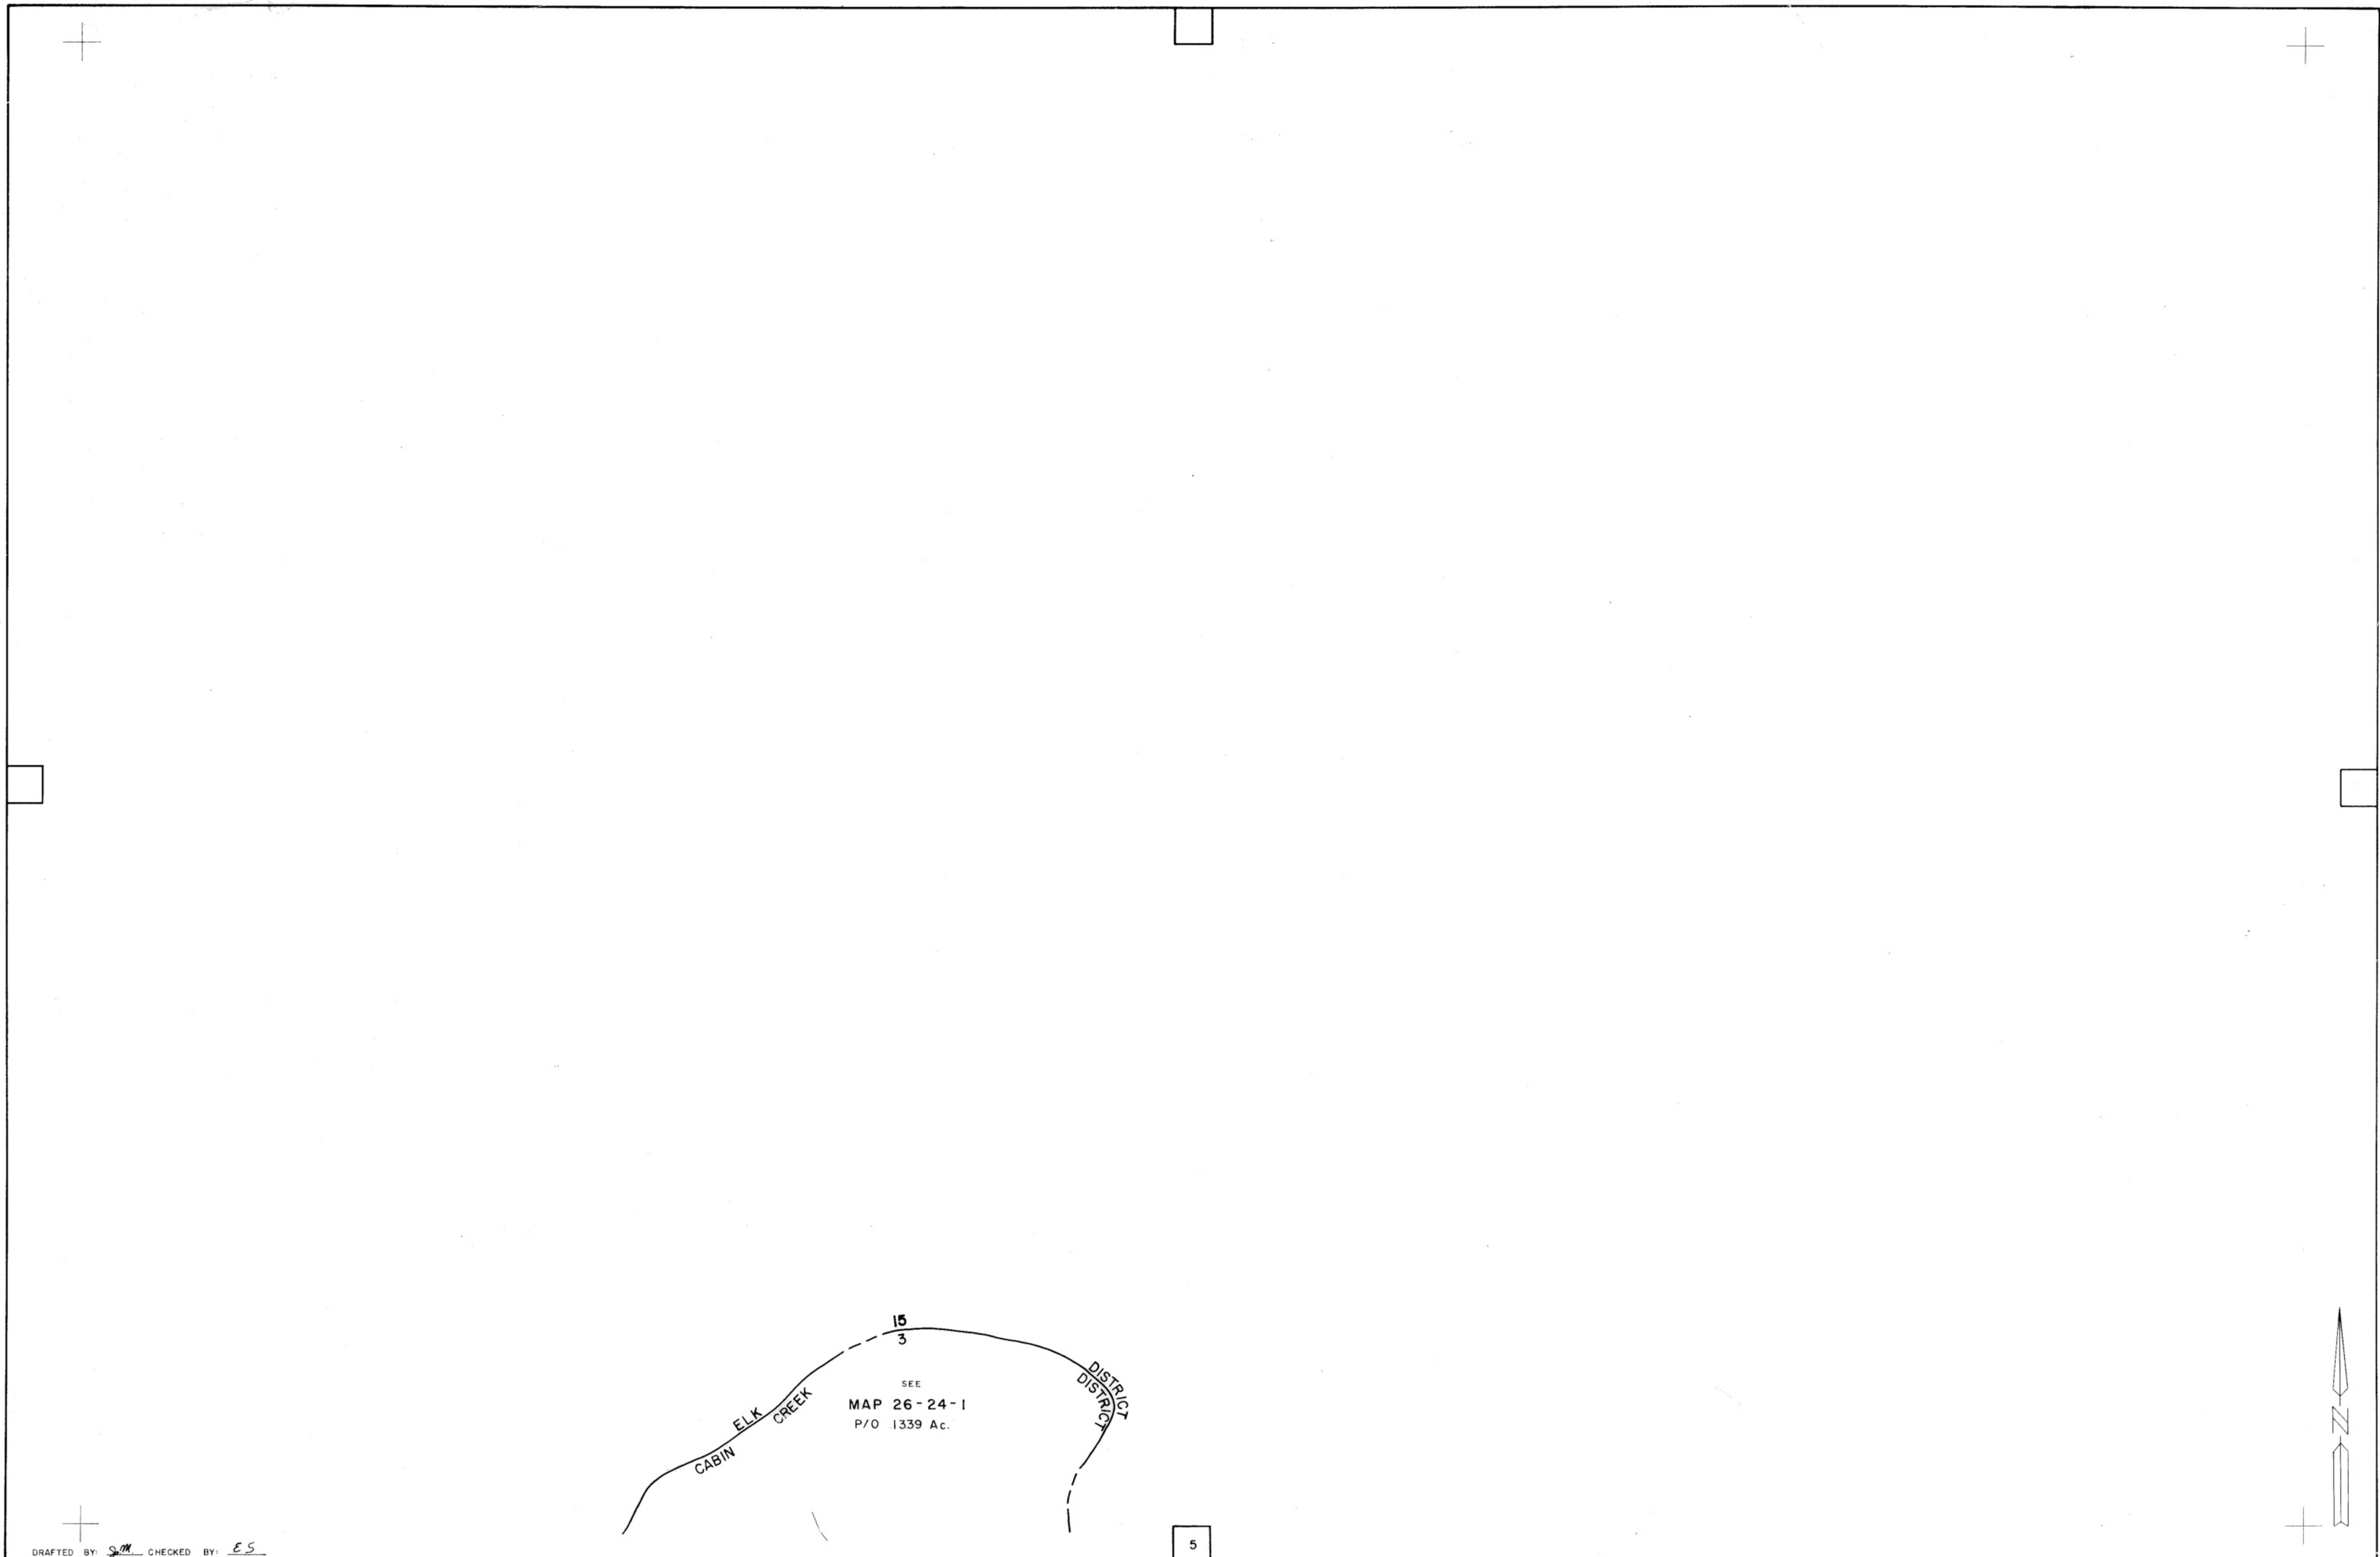 15
3
ELK DISTRICT
CABIN CREEK DISTRICT
SEE
MAP 26-24-1
P/O 1339 Ac.
N
5
DRAFTED BY: CHECKED BY: ES